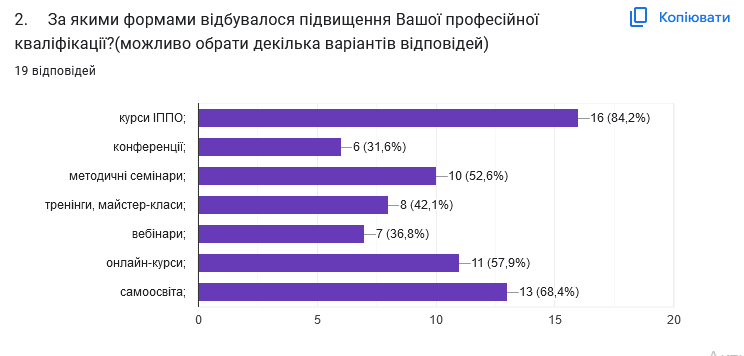 2. За якими формами відбувалося підвищення Вашої професійної
кваліфікації?(можливо обрати декілька варіантів відповідей)
Копіювати
19 відповідей
курси ІППО; 16 (84,2%)
конференції; 6 (31,6%)
методичні семінари; 10 (52,6%)
тренінги, майстер-класи; 8 (42,1%)
вебінари; 7 (36,8%)
онлайн-курси; 11 (57,9%)
самоосвіта; 13 (68,4%)
0 5 10 15 20